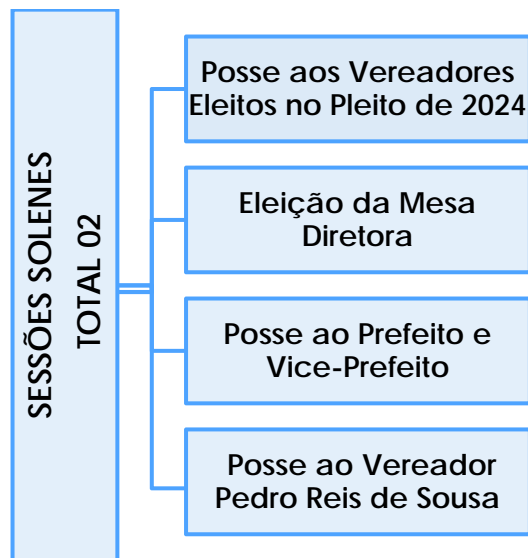 SESSÕES SOLENES
TOTAL 02
Posse aos Vereadores
Eleitos no Pleito de 2024
Eleição da Mesa
Diretora
Posse ao Prefeito e
Vice-Prefeito
Posse ao Vereador
Pedro Reis de Sousa